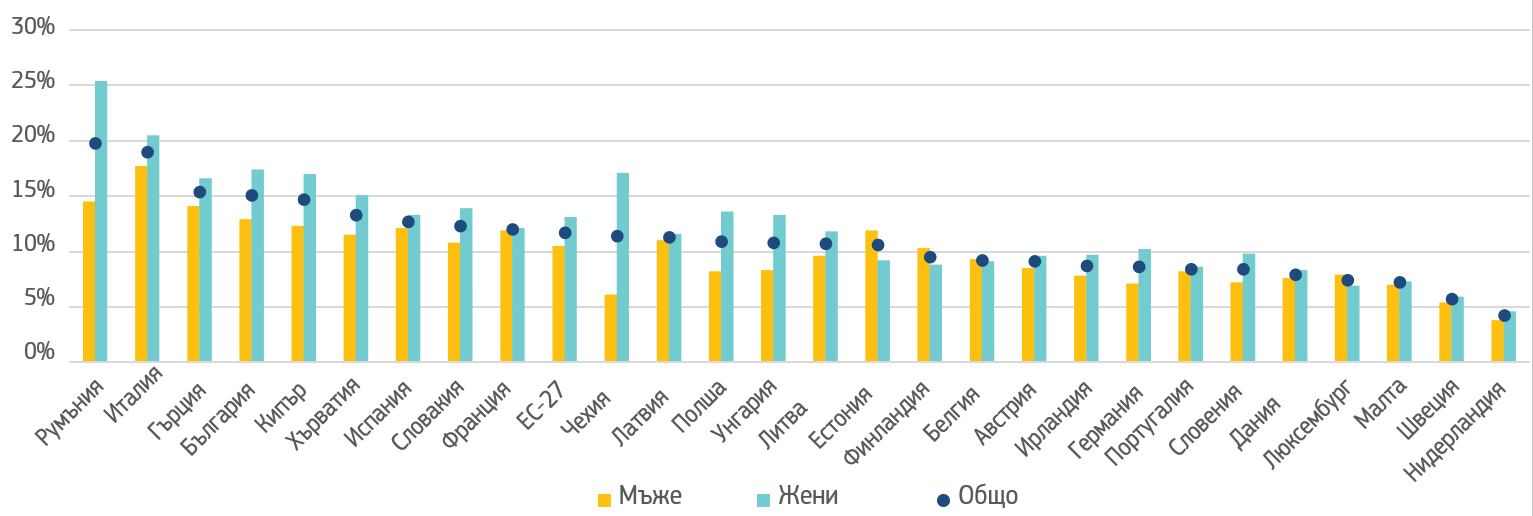 30%
25%
20%
15%
10%
5%
0%
Румъния
Италия
Гърция
България
Кипър
Хърватия
Испания
Словакия
Франция
ЕС-27
Чехия
Латвия
Полша
Унгария
Литва
Естония
Финландия
Белгия
Австрия
Ирландия
Германия
Португалия
Словения
Дания
Люксембург
Малта
Швеция
Нидерландия
Мъже Жени Общо